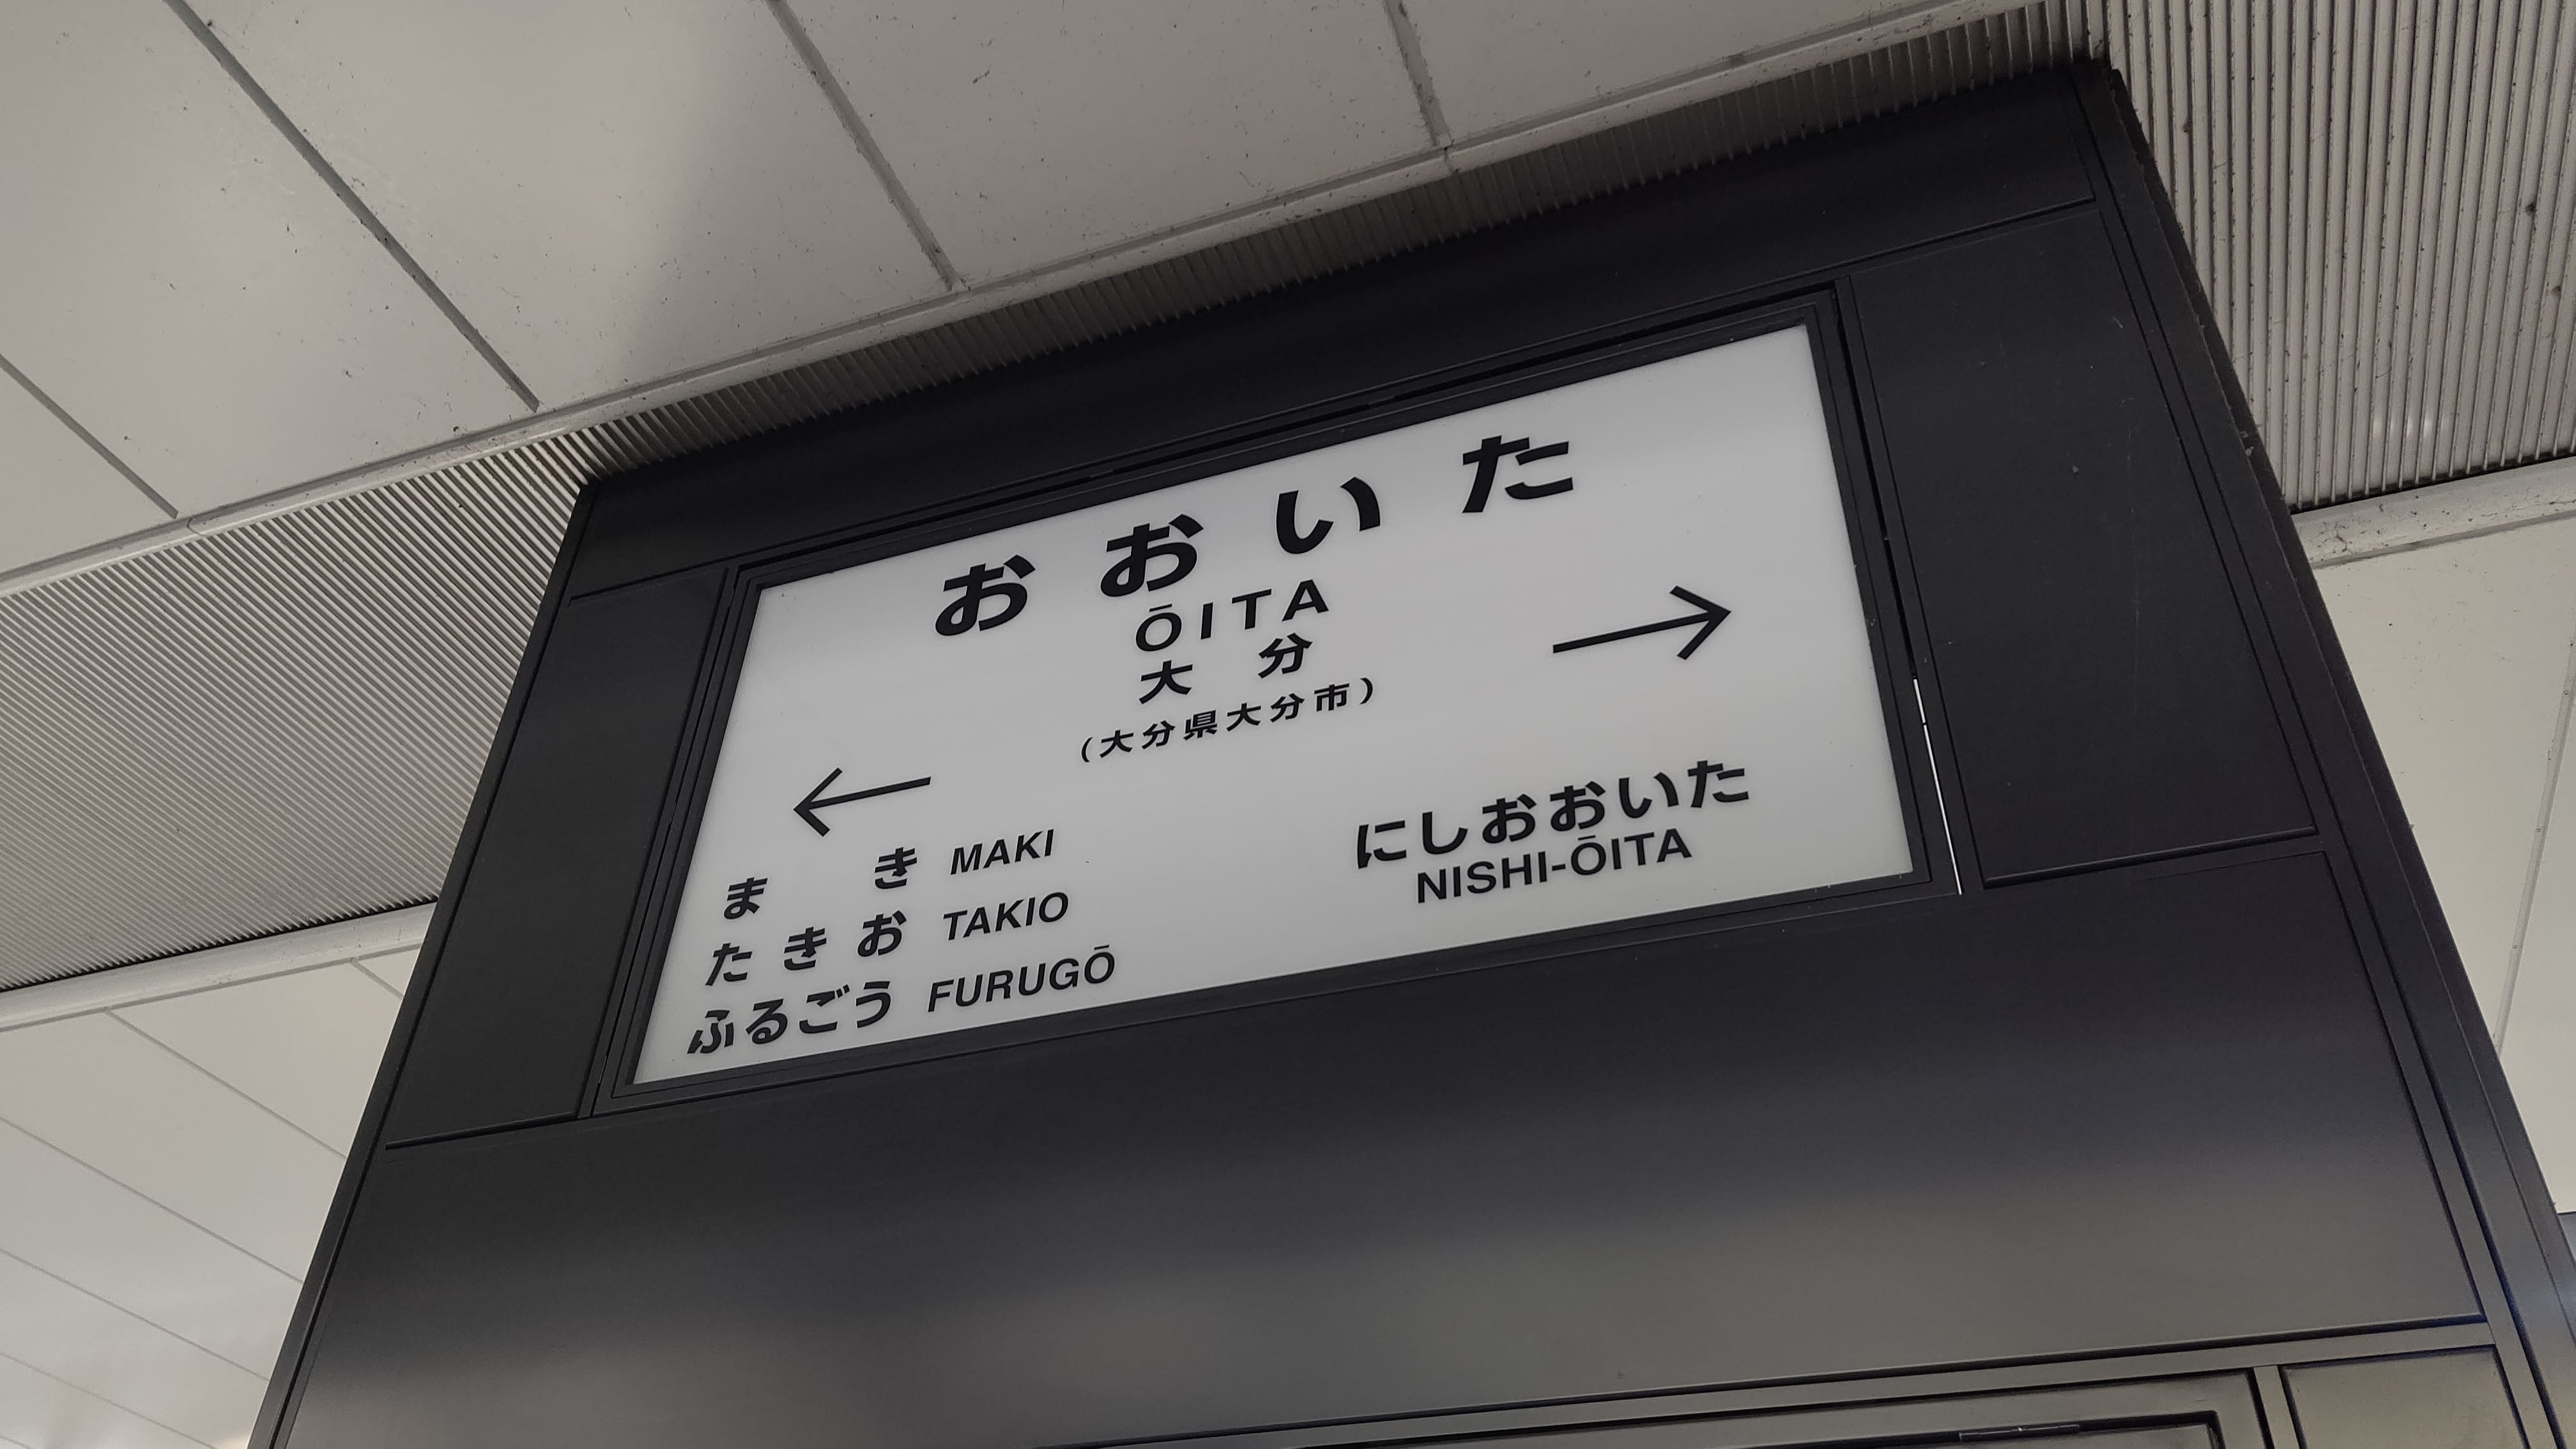 おおいた
ŌITA
大分
(大分県大分市)
←
→
まき MAKI
たきお TAKIO
ふるごう FURUGŌ
にしおおいた
NISHI-ŌITA